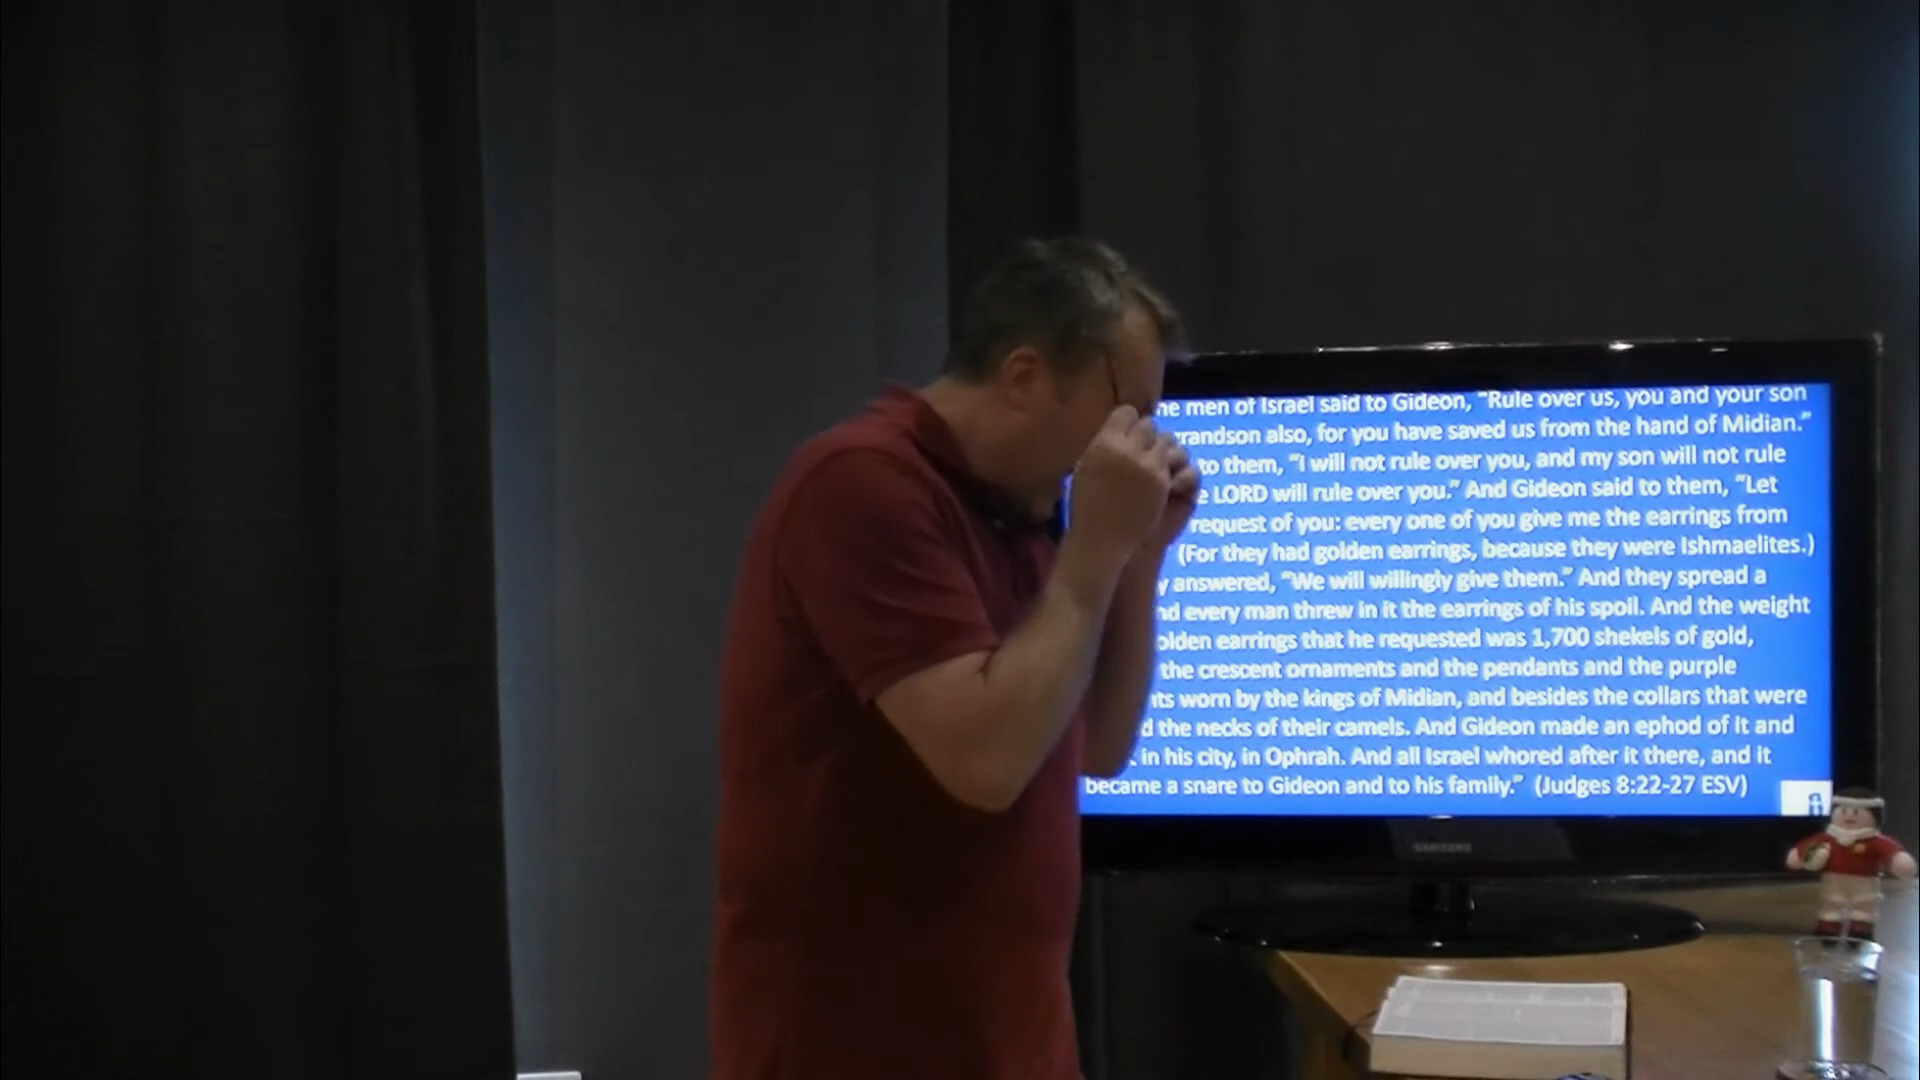 men of Israel said to Gideon, “Rule over us, you and your son
also, for you have saved us from the hand of Midian.”
to them, “I will not rule over you, and my son will not rule
LORD will rule over you.” And Gideon said to them, “Let
request of you: every one of you give me the earrings from
(For they had golden earrings, because they were Ishmaelites.)
answered, “We will willingly give them.” And they spread a
every man threw in it the earrings of his spoil. And the weight
earrings that he requested was 1,700 shekels of gold,
the crescent ornaments and the pendants and the purple
worn by the kings of Midian, and besides the collars that were
the necks of their camels. And Gideon made an ephod of it and
in his city, in Ophrah. And all Israel whored after it there, and it
became a snare to Gideon and to his family.” (Judges 8:22-27 ESV)
SAMSUNG